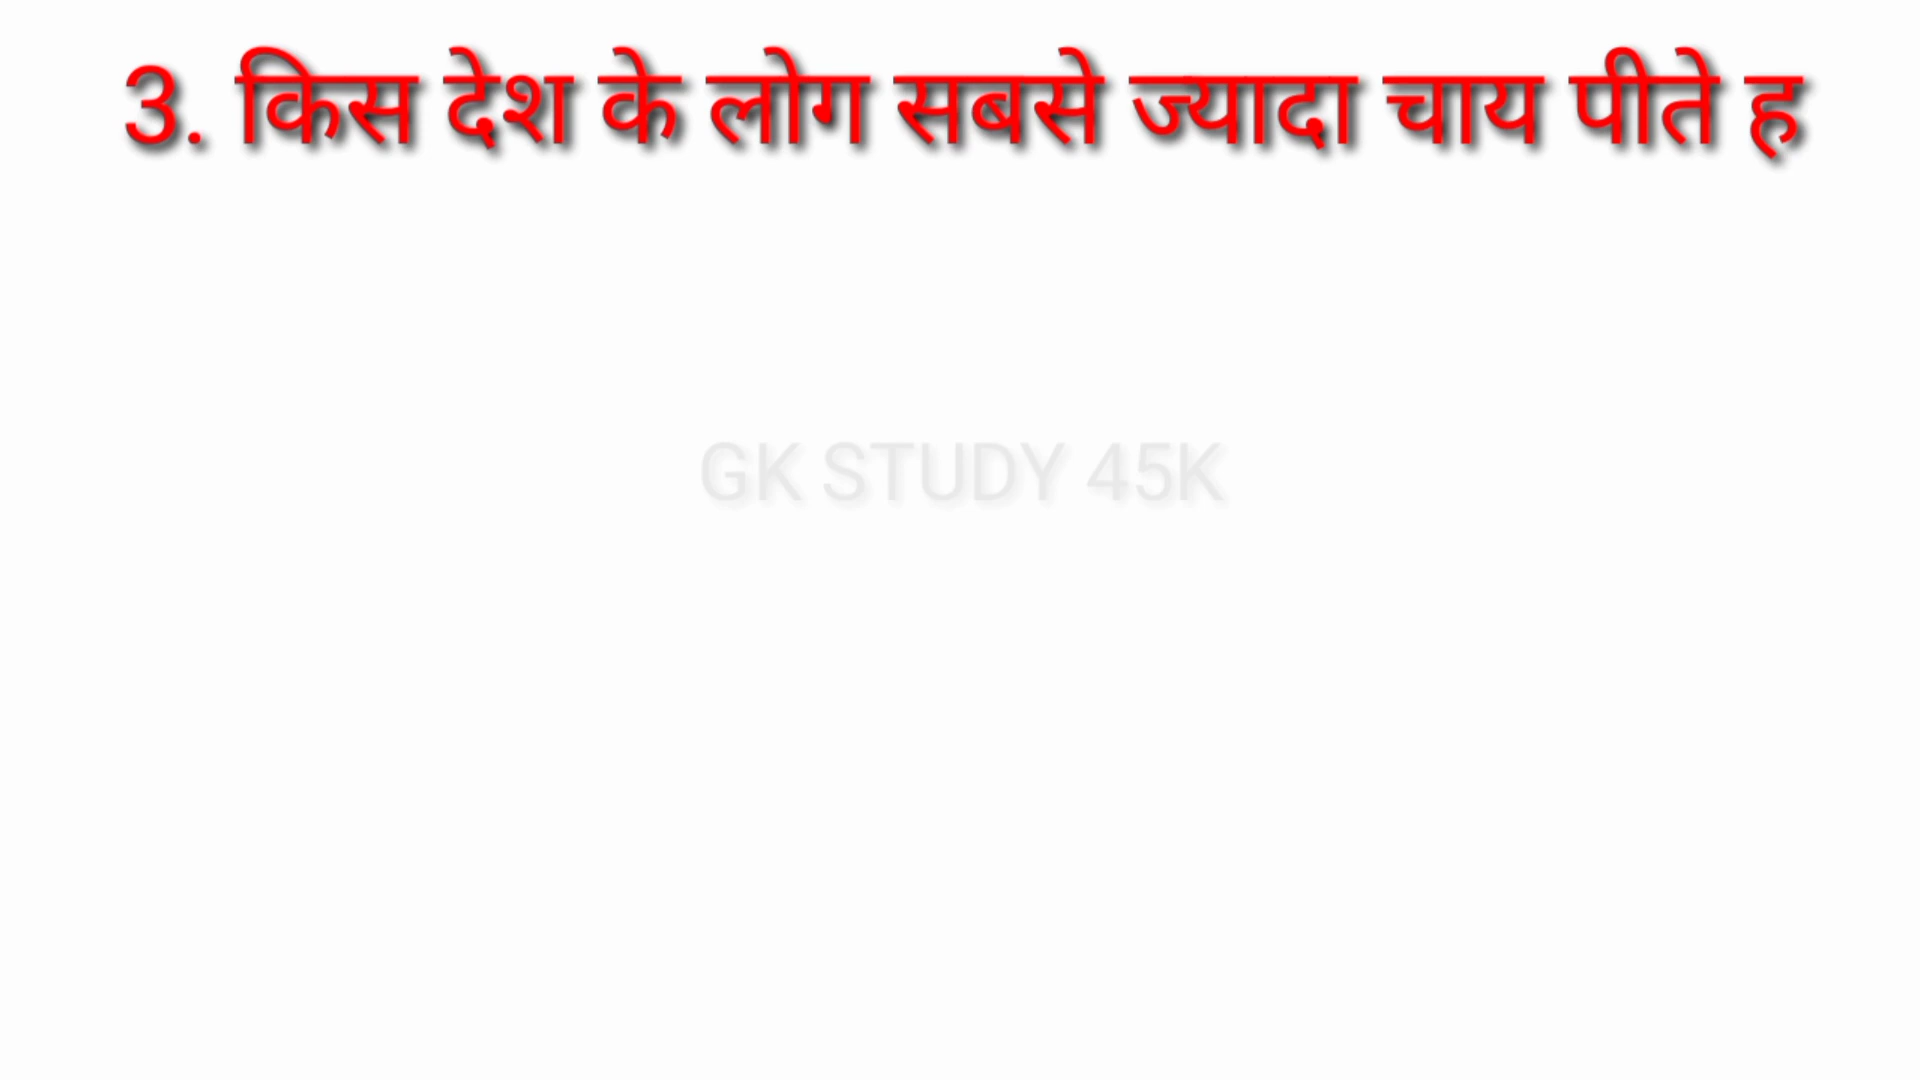 3. किस देश के लोग सबसे ज्यादा चाय पीते ह
GK STUDY 45K